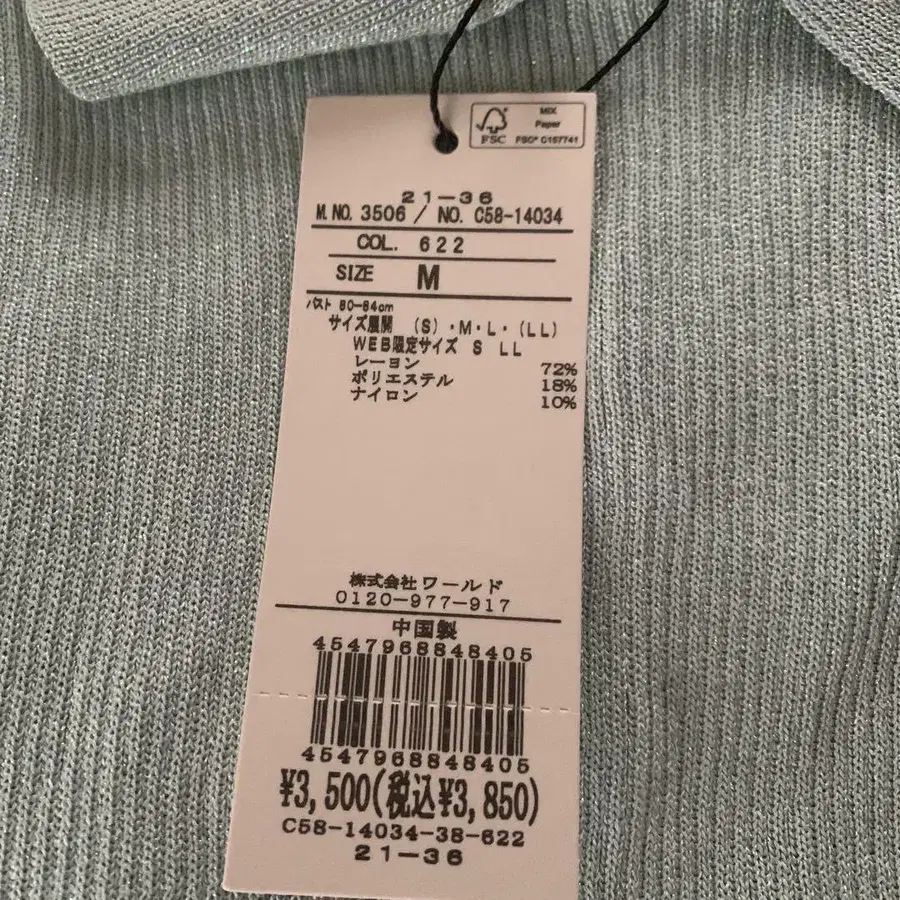 MIX
Paper
FSC
FSC® C157741
21-36
M.NO. 3506 / NO. C58-14034
COL. 622
SIZE M
バスト 80-84cm
サイズ展開 (S)・M・L・(LL)
WEB限定サイズ S LL
レーヨン 72%
ポリエステル 18%
ナイロン 10%
株式会社ワールド
0120-977-917
中国製
4547968848405
4547968848405
¥3,500(税込¥3,850)
C58-14034-38-622
21-36